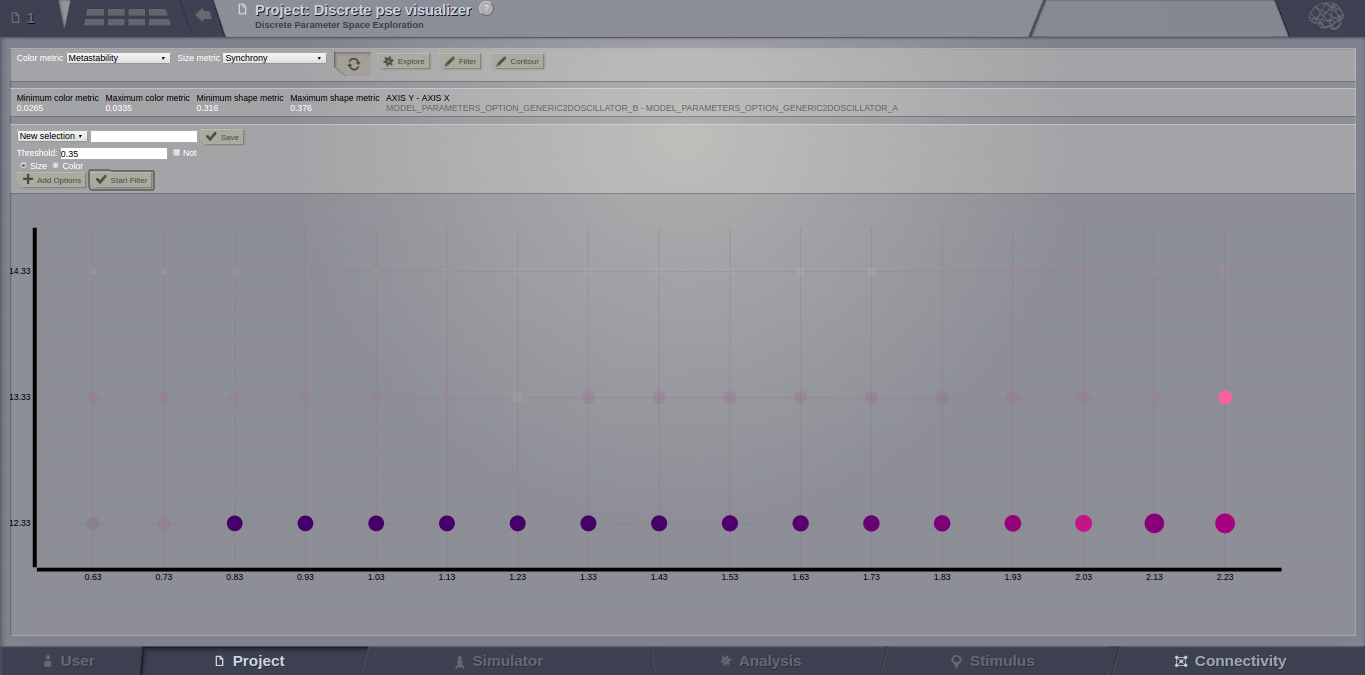 1
Project: Discrete pse visualizer ?
Discrete Parameter Space Exploration
Color metric Metastability Size metric Synchrony Explore Filter Contour
Minimum color metric Maximum color metric Minimum shape metric Maximum shape metric AXIS Y - AXIS X
0.0265 0.0335 0.316 0.376 MODEL_PARAMETERS_OPTION_GENERIC2DOSCILLATOR_B - MODEL_PARAMETERS_OPTION_GENERIC2DOSCILLATOR_A
New selection Save
Threshold: 0.35 Not
Size Color
Add Options Start Filter
14.33
13.33
12.33
0.63 0.73 0.83 0.93 1.03 1.13 1.23 1.33 1.43 1.53 1.63 1.73 1.83 1.93 2.03 2.13 2.23
User Project Simulator Analysis Stimulus Connectivity